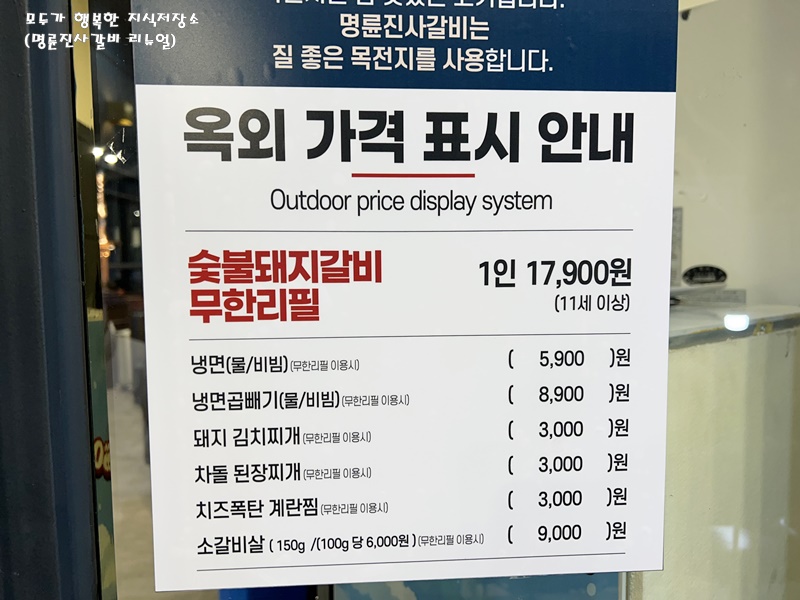 모두가 행복한 지식저장소
(명륜진사갈비 리뉴얼)
명륜진사갈비는
질 좋은 목전지를 사용합니다.
옥외 가격 표시 안내
Outdoor price display system
숯불돼지갈비
무한리필
1인 17,900원
(11세 이상)
냉면(물/비빔)(무한리필 이용시) ( 5,900 )원
냉면곱빼기(물/비빔)(무한리필 이용시) ( 8,900 )원
돼지 김치찌개(무한리필 이용시) ( 3,000 )원
차돌 된장찌개(무한리필 이용시) ( 3,000 )원
치즈폭탄 계란찜(무한리필 이용시) ( 3,000 )원
소갈비살 ( 150g /(100g 당 6,000원 )(무한리필 이용시) ( 9,000 )원